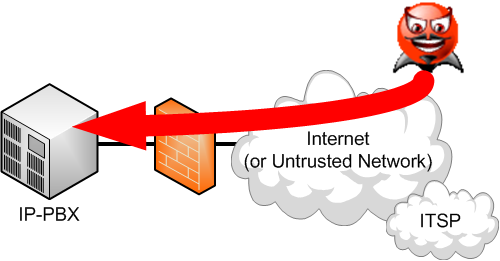 Internet
(or Untrusted Network)
IP-PBX
ITSP